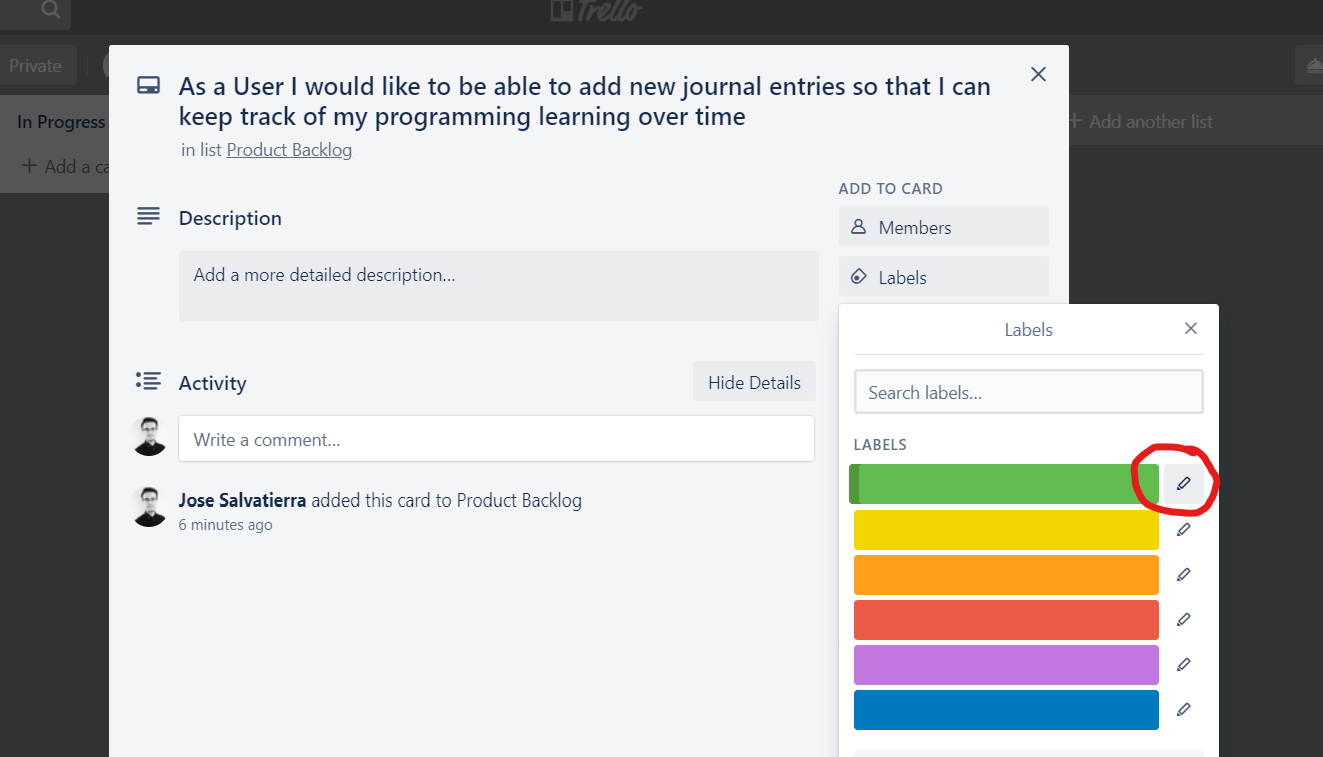 Trello
Private
In Progress
+ Add a ca
+ Add another list
As a User I would like to be able to add new journal entries so that I can
keep track of my programming learning over time
in list Product Backlog
Description
Add a more detailed description...
Activity
Hide Details
Write a comment...
Jose Salvatierra added this card to Product Backlog
6 minutes ago
ADD TO CARD
Members
Labels
Labels
Search labels...
LABELS